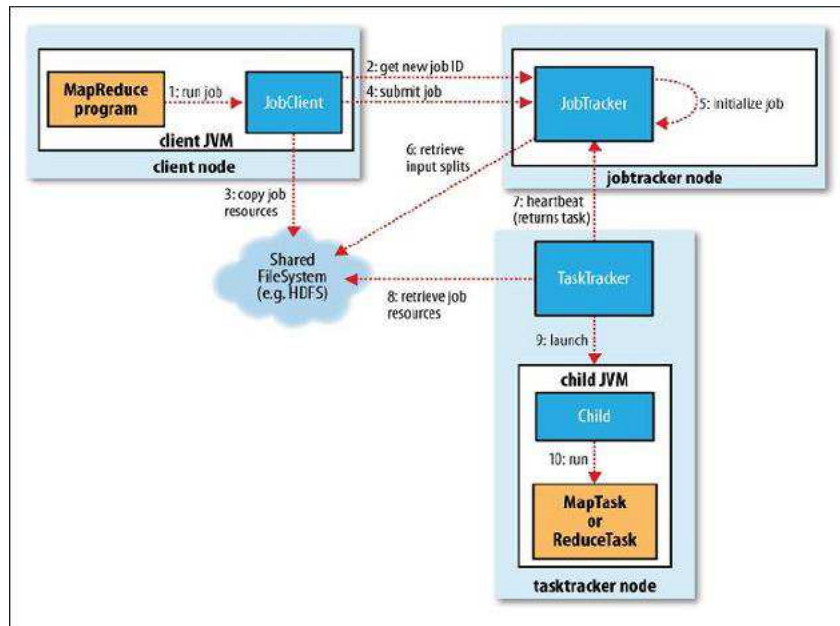 MapReduce
program
1: run job
JobClient
client JVM
client node
2: get new job ID
4: submit job
JobTracker
5: initialize job
jobtracker node
3: copy job
resources
6: retrieve
input splits
7: heartbeat
(returns task)
Shared
FileSystem
(e.g. HDFS)
8: retrieve job
resources
TaskTracker
9: launch
child JVM
Child
10: run
MapTask
or
ReduceTask
tasktracker node